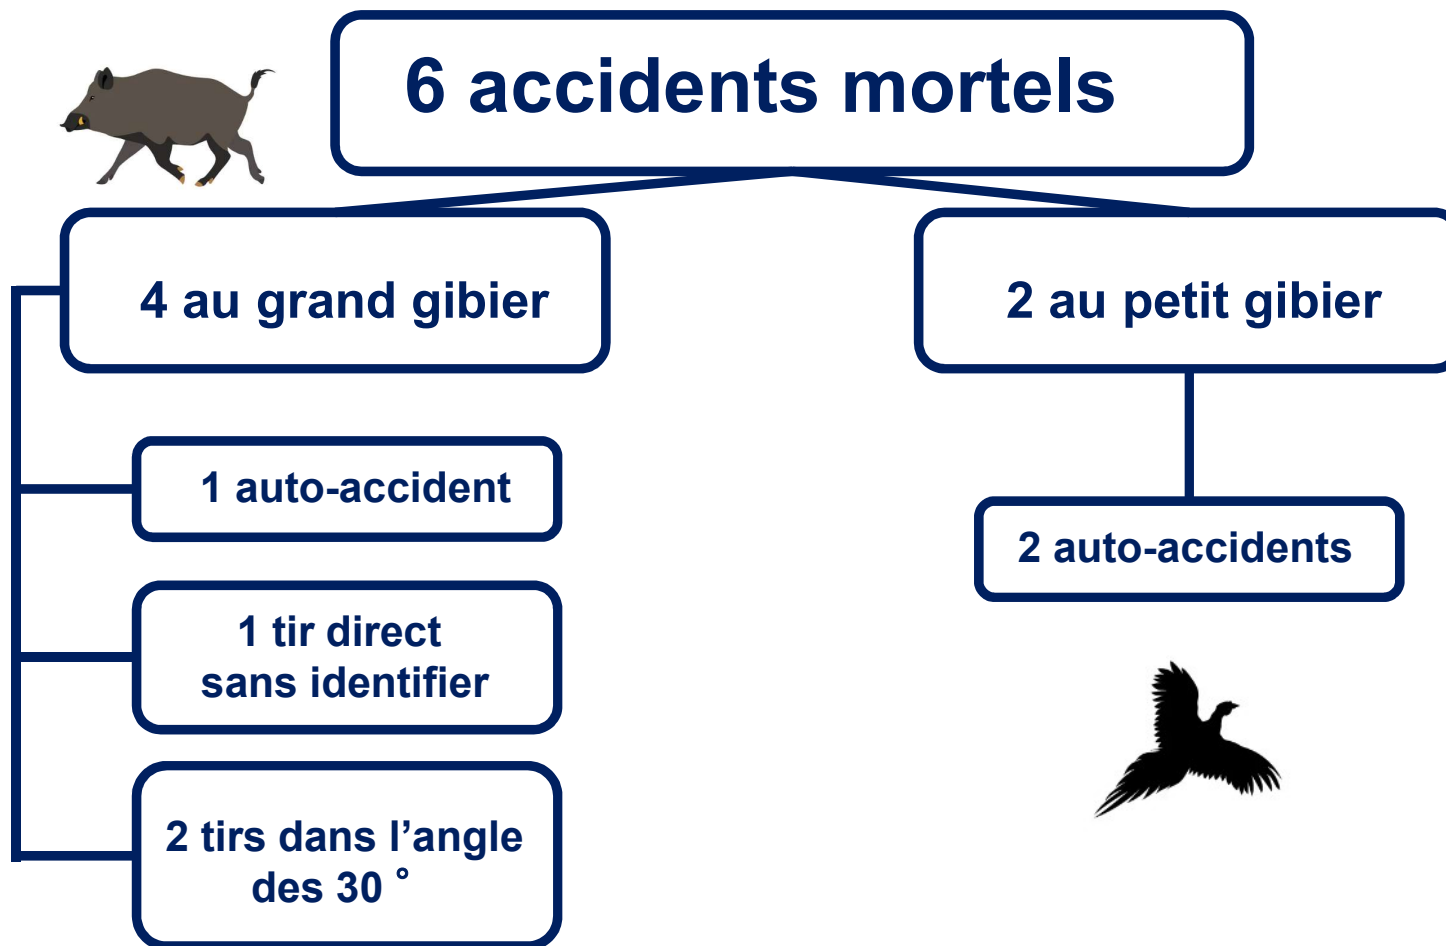 6 accidents mortels
4 au grand gibier
2 au petit gibier
1 auto-accident
2 auto-accidents
1 tir direct
sans identifier
2 tirs dans l’angle
des 30 °